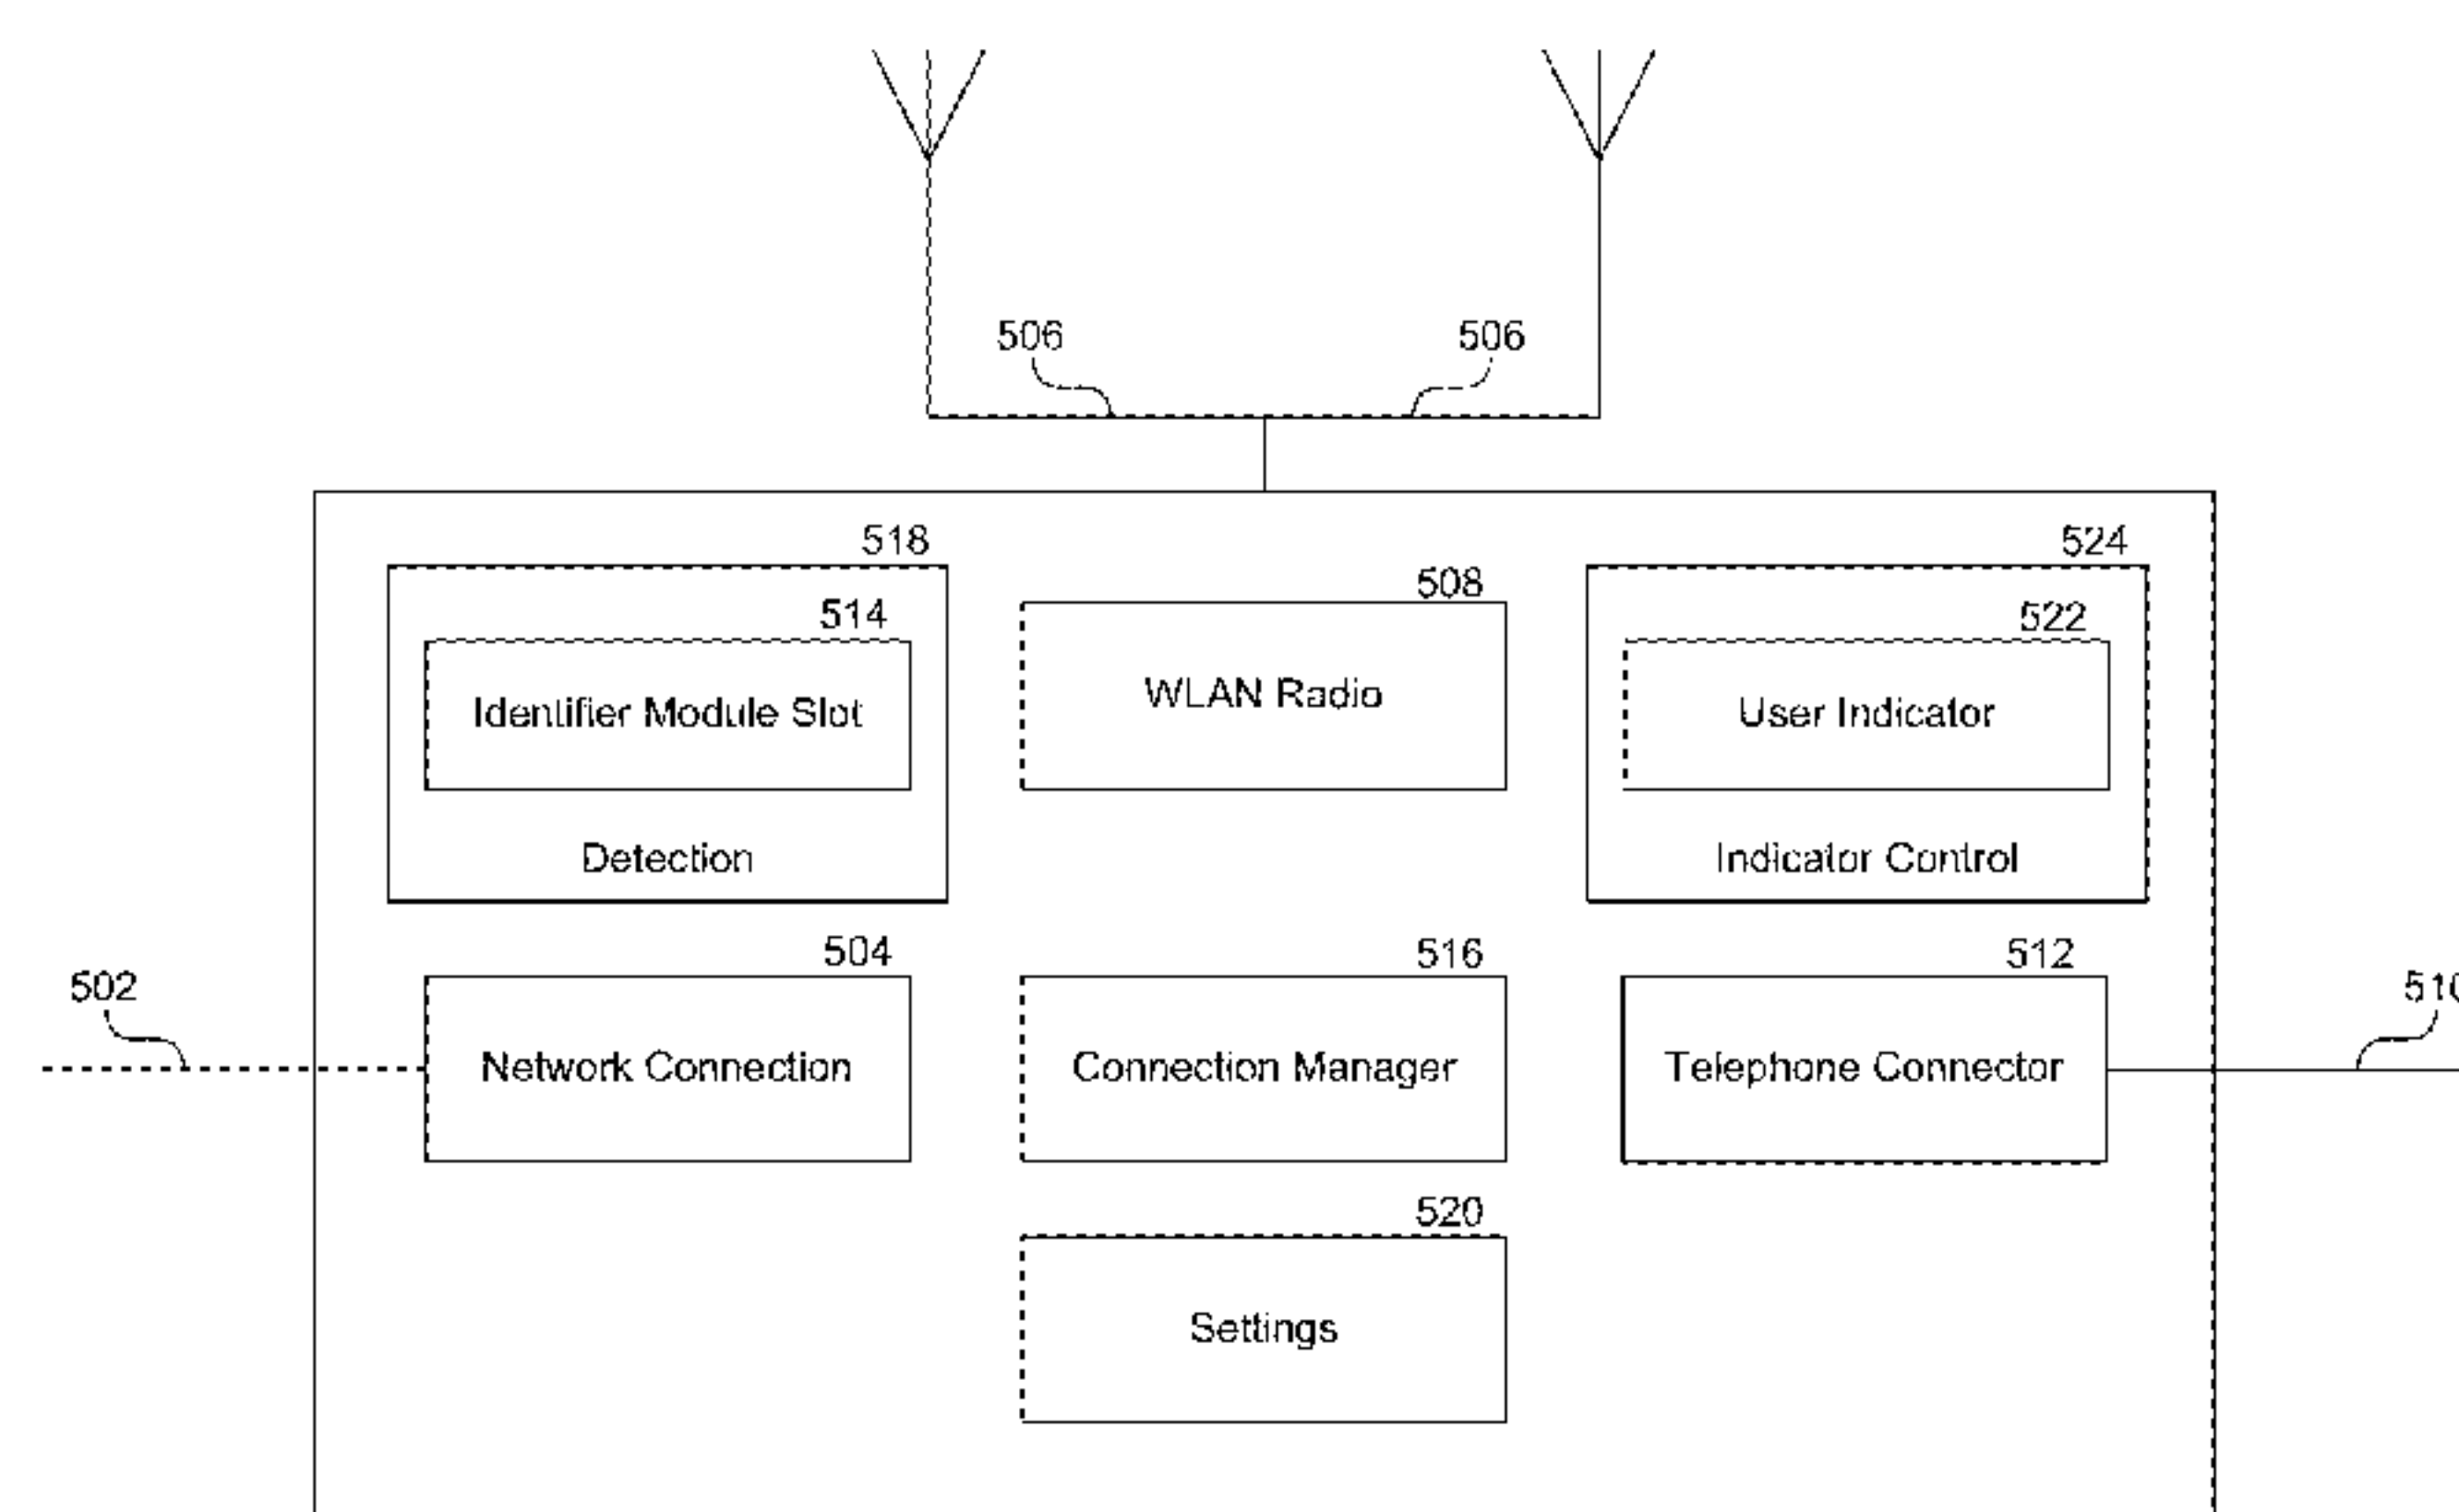 506
506
518
524
514
508
522
Identifier Module Slot
WLAN Radio
User Indicator
Detection
Indicator Control
504
516
512
502
510
Network Connection
Connection Manager
Telephone Connector
520
Settings